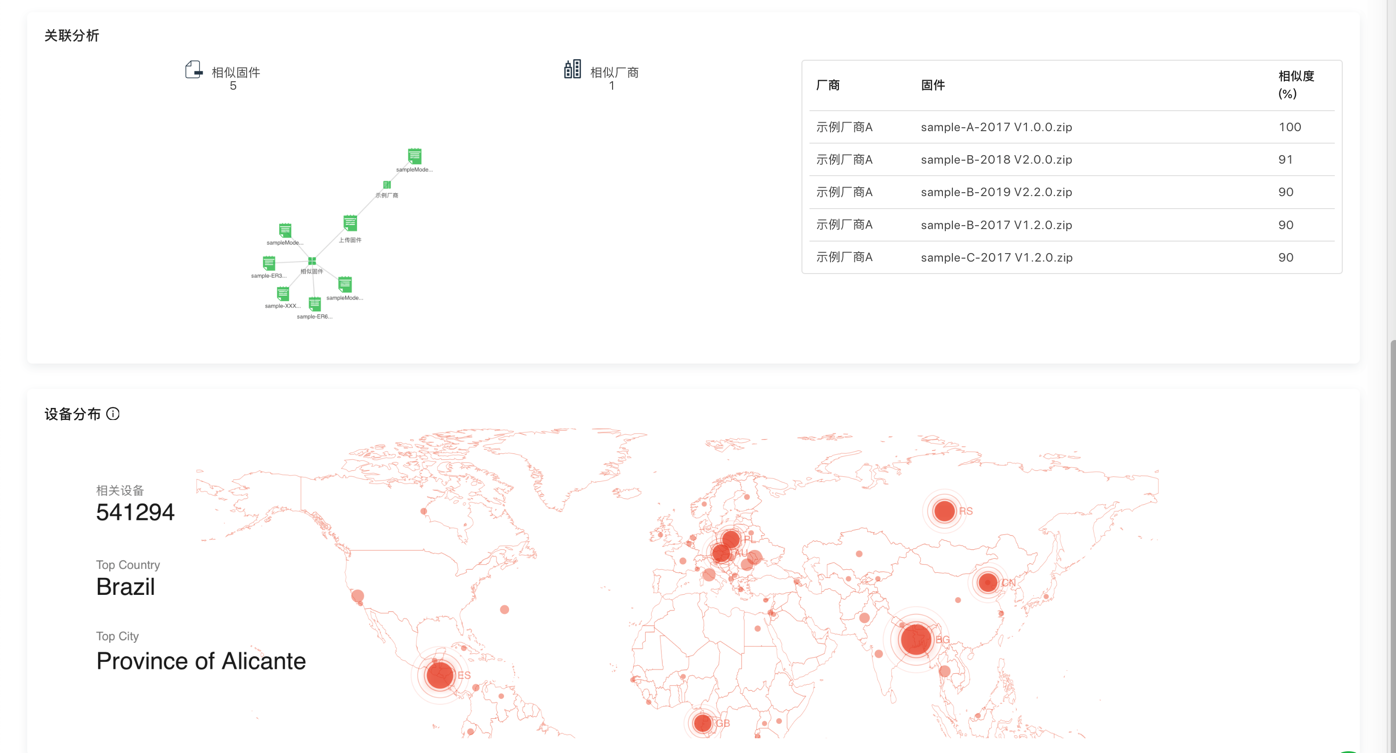 关联分析
相似固件
5
相似厂商
1
sampleMode...
示例厂商
上传固件
sampleMode...
相似固件
sample-ER3...
sampleMode...
sample-XXX...
sample-ER6...
厂商 固件 相似度
(%)
示例厂商A sample-A-2017 V1.0.0.zip 100
示例厂商A sample-B-2018 V2.0.0.zip 91
示例厂商A sample-B-2019 V2.2.0.zip 90
示例厂商A sample-B-2017 V1.2.0.zip 90
示例厂商A sample-C-2017 V1.2.0.zip 90
设备分布
相关设备
541294
Top Country
Brazil
Top City
Province of Alicante
RS
PL
AU
CN
BG
ES
GB